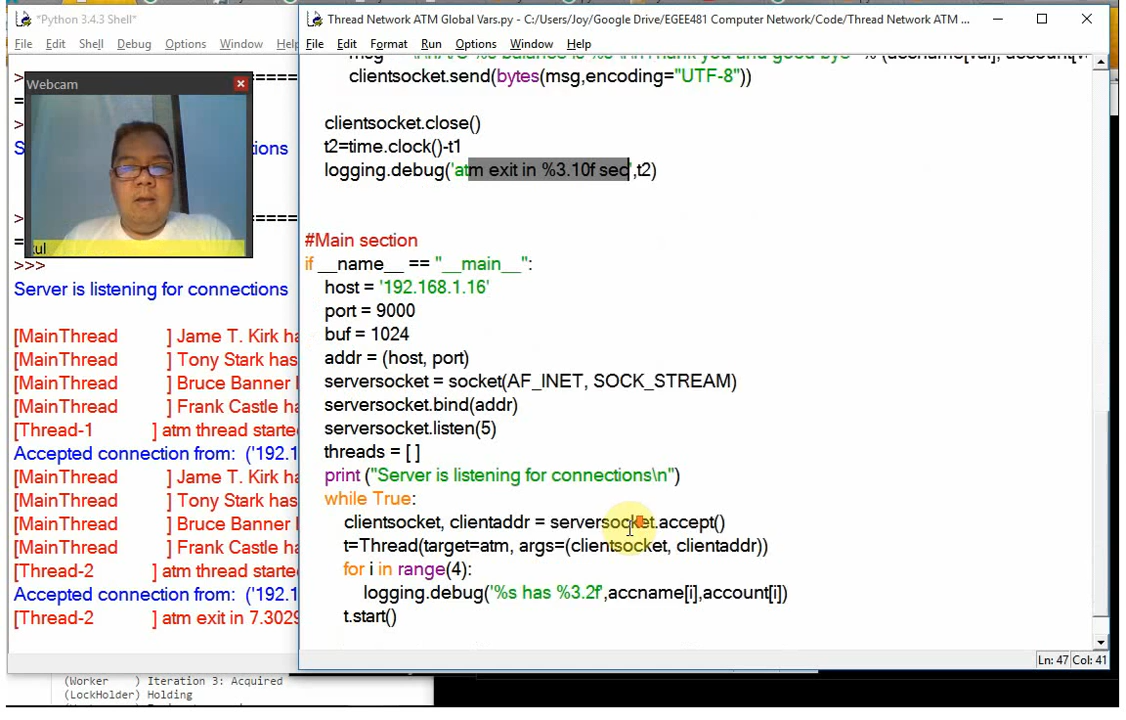 *Python 3.4.3 Shell*
File Edit Shell Debug Options Window Help
Webcam
kul
>>>
Server is listening for connections
[MainThread ] Jame T. Kirk ha
[MainThread ] Tony Stark has
[MainThread ] Bruce Banner
[MainThread ] Frank Castle ha
[Thread-1 ] atm thread starte
Accepted connection from: ('192.1
[MainThread ] Jame T. Kirk ha
[MainThread ] Tony Stark has
[MainThread ] Bruce Banner
[MainThread ] Frank Castle ha
[Thread-2 ] atm thread starte
Accepted connection from: ('192.1
[Thread-2 ] atm exit in 7.3029
(Worker ) Iteration 3: Acquired
(LockHolder) Holding
Thread Network ATM Global Vars.py - C:/Users/Joy/Google Drive/EGEE481 Computer Network/Code/Thread Network ATM ...
File Edit Format Run Options Window Help
clientsocket.send(bytes(msg,encoding="UTF-8"))
clientsocket.close()
t2=time.clock()-t1
logging.debug('atm exit in %3.10f sec',t2)
#Main section
if __name__ == "__main__":
host = '192.168.1.16'
port = 9000
buf = 1024
addr = (host, port)
serversocket = socket(AF_INET, SOCK_STREAM)
serversocket.bind(addr)
serversocket.listen(5)
threads = [ ]
print ("Server is listening for connections\n")
while True:
clientsocket, clientaddr = serversocket.accept()
t=Thread(target=atm, args=(clientsocket, clientaddr))
for i in range(4):
logging.debug('%s has %3.2f',accname[i],account[i])
t.start()
Ln: 47 Col: 41